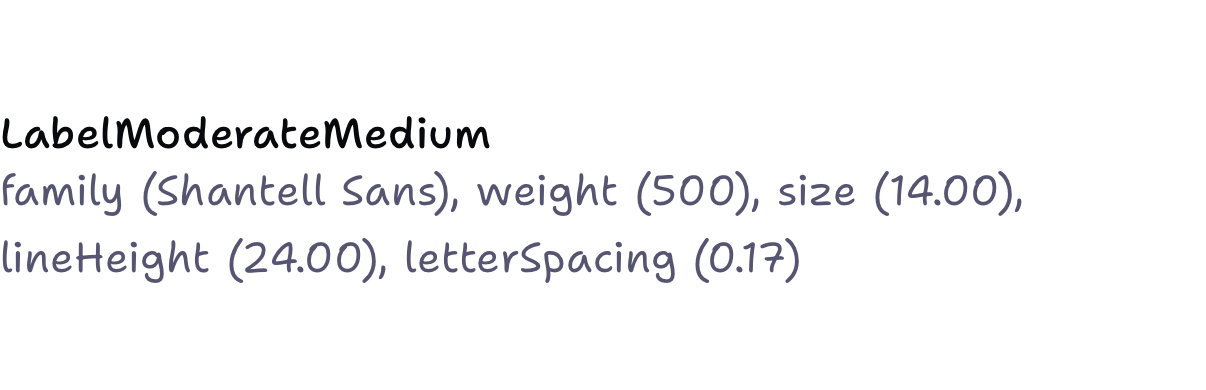 LabelModerateMedium
family (Shantell Sans), weight (500), size (14.00),
lineHeight (24.00), letterSpacing (0.17)